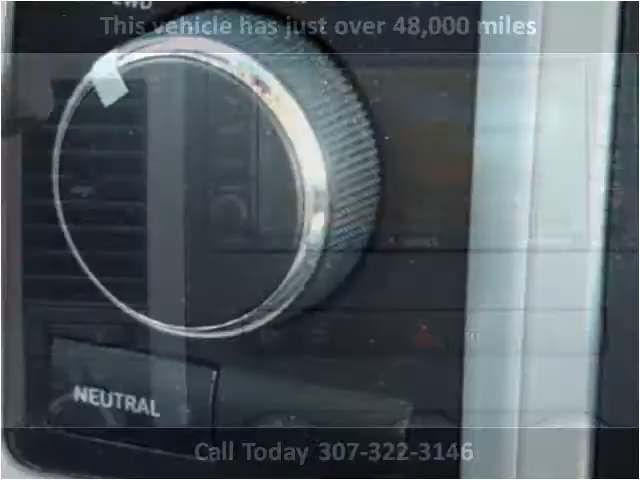 This vehicle has just over 48,000 miles
NEUTRAL
Call Today 307-322-3146